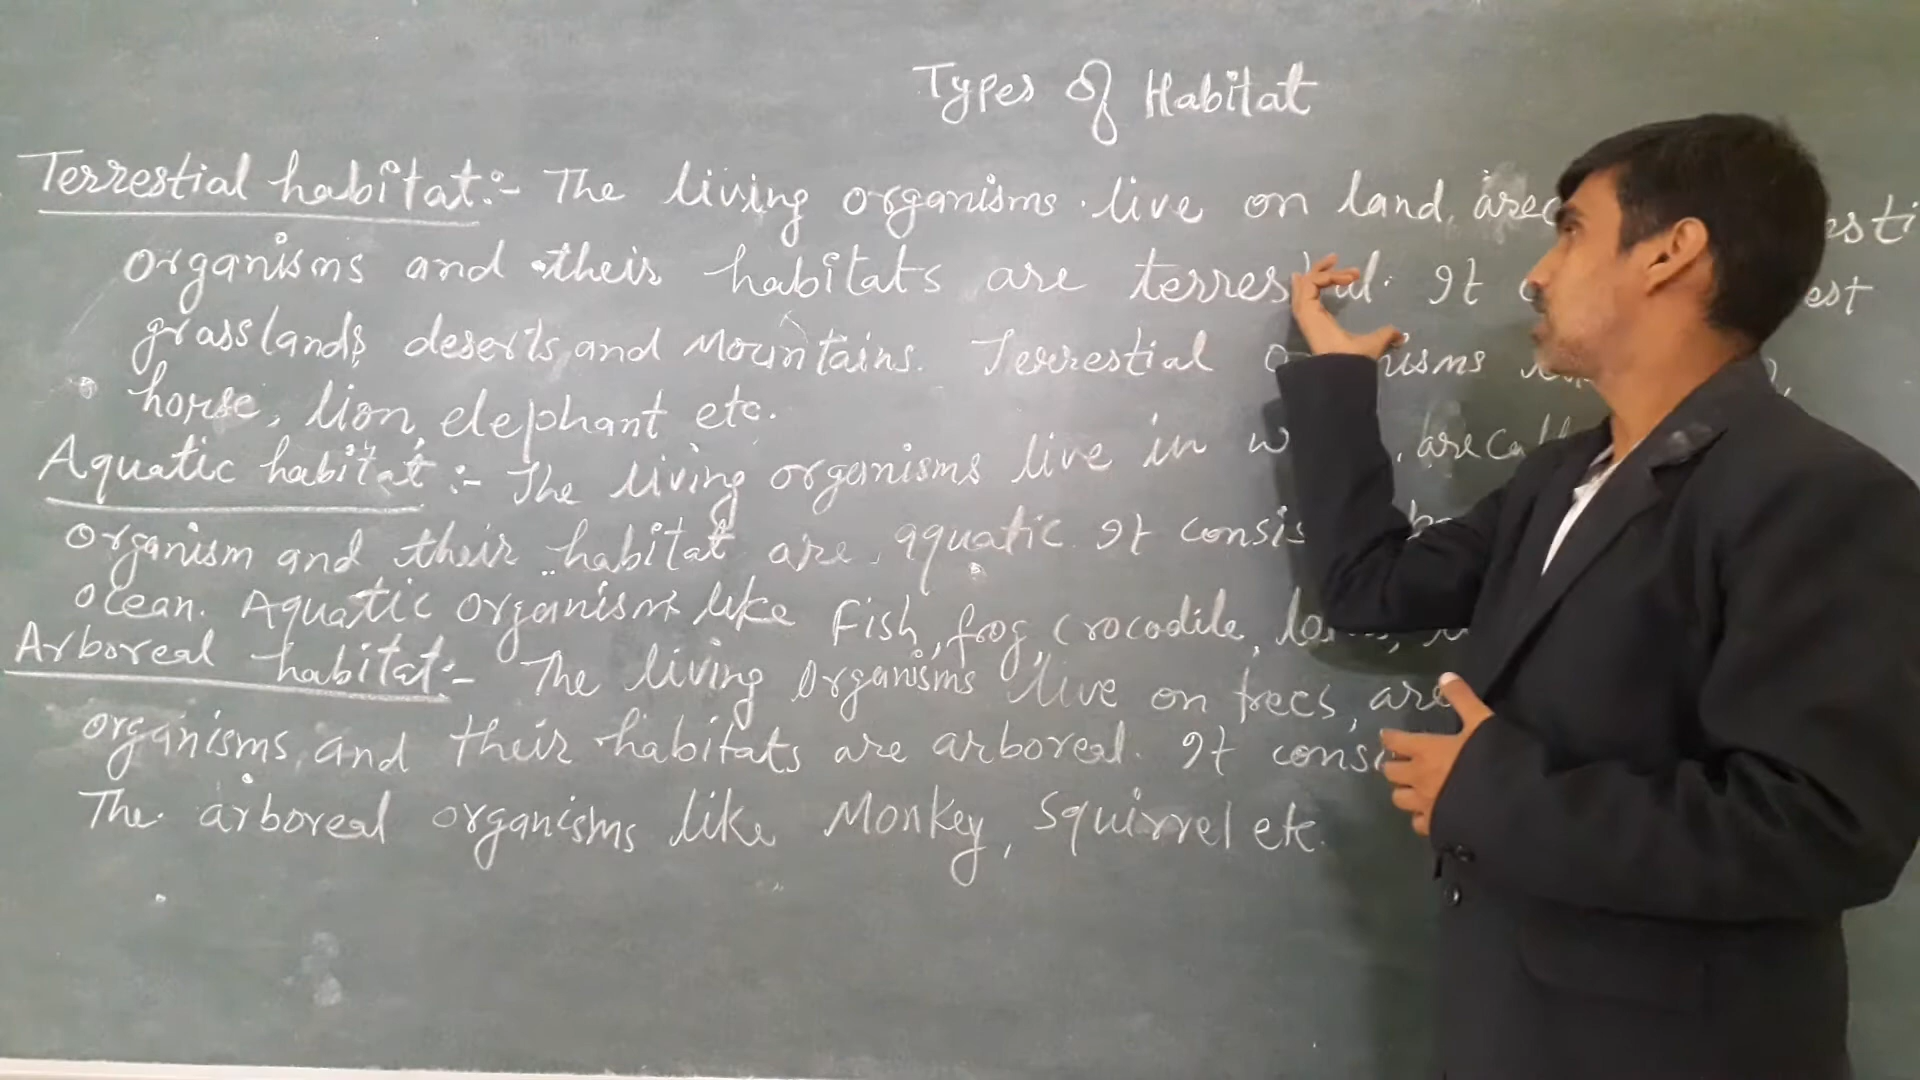 Types of Habitat
Terrestial habitat:- The living organisms live on land, are
organisms and their habitats are terrestial. It est
grasslands, deserts, and Mountains. Terrestial organisms
horse, lion, elephant etc.
Aquatic habitat:- The living organisms live in w , are
organism and their habitat are aquatic. It consis
ocean. Aquatic organism like Fish, frog, crocodile,
Arboreal habitat:- The living organisms live on trees, are
organisms, and their habitats are arboreal. It consi
The arboreal organisms like Monkey, Squirrel etc.